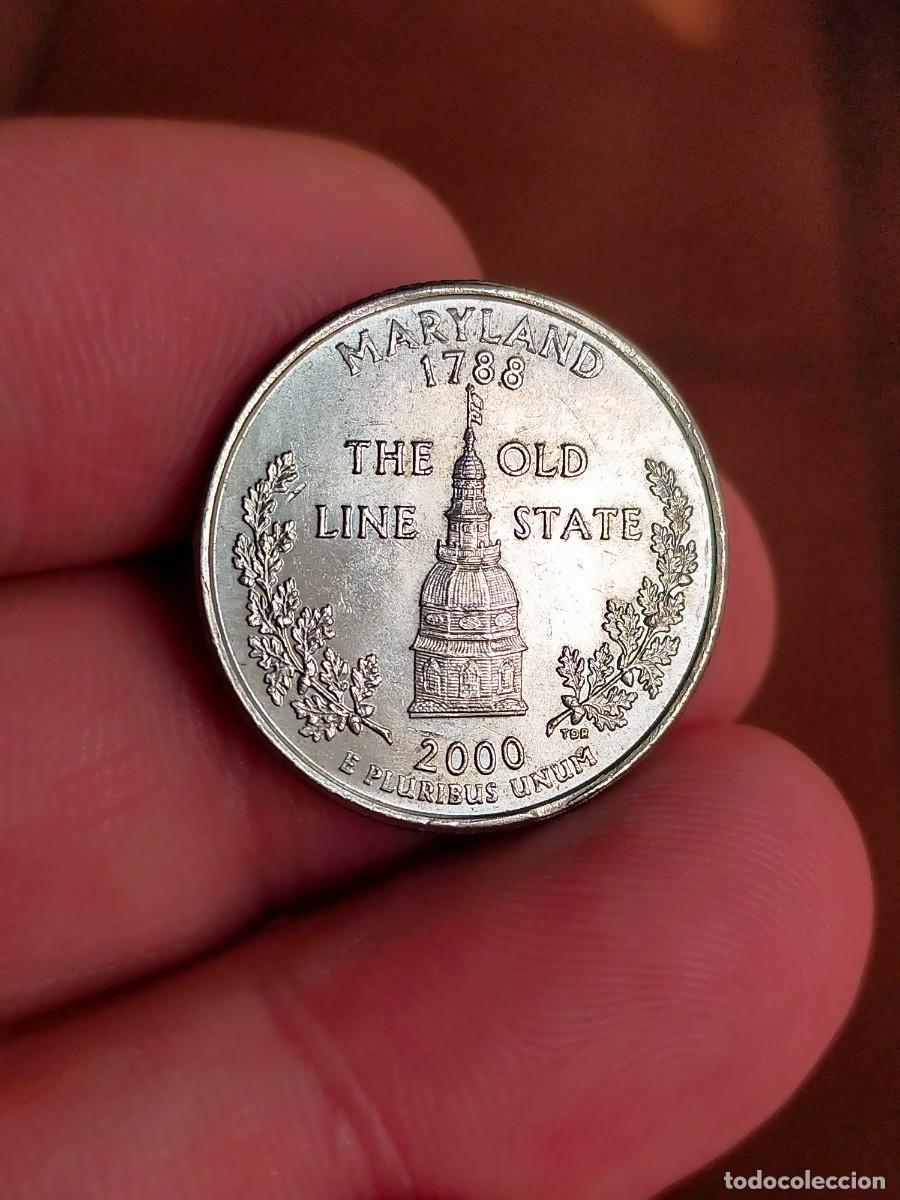 MARYLAND
1788
THE OLD
LINE STATE
TDR
2000
E PLURIBUS UNUM
todocoleccion